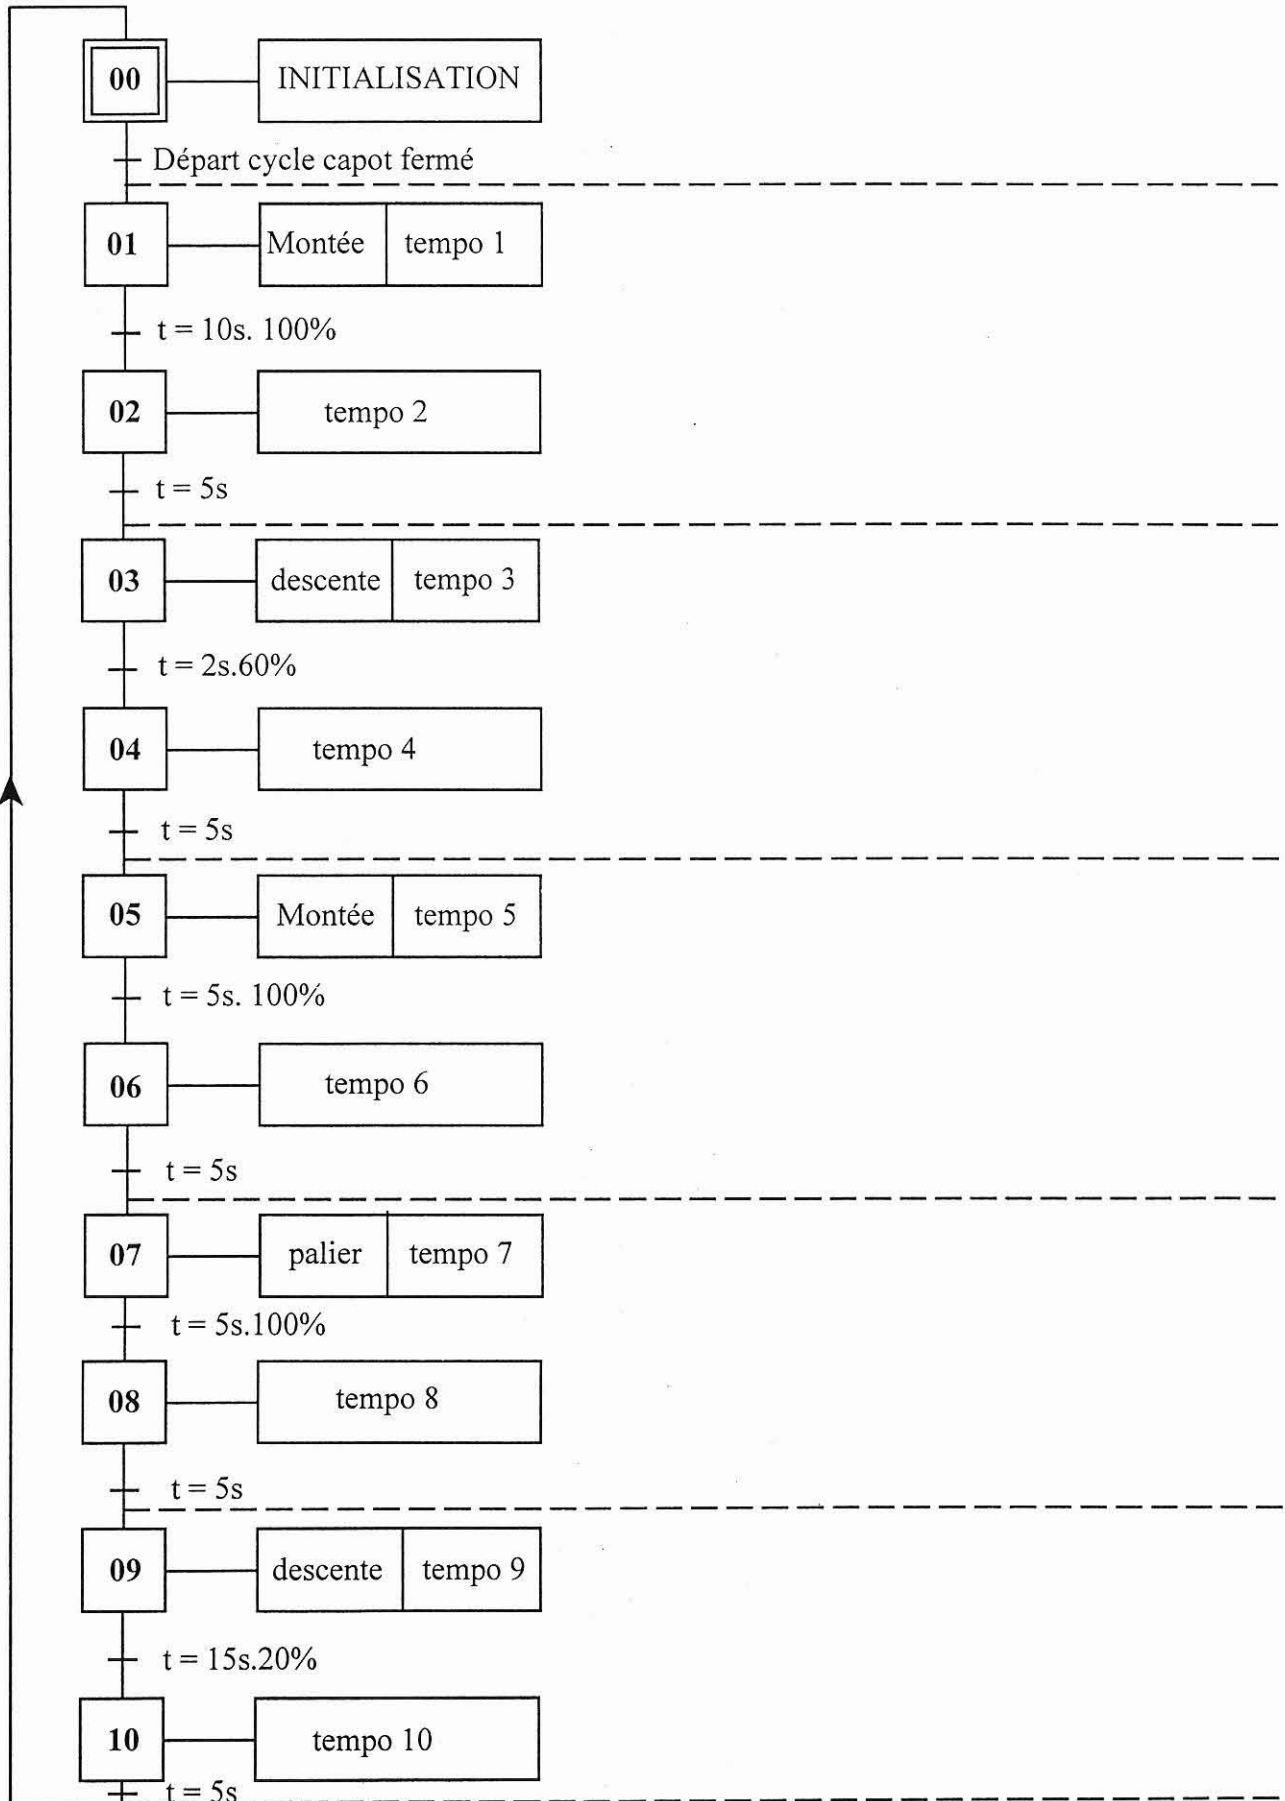 00 INITIALISATION
Départ cycle capot fermé
01 Montée tempo 1
t = 10s. 100%
02 tempo 2
t = 5s
03 descente tempo 3
t = 2s.60%
04 tempo 4
t = 5s
05 Montée tempo 5
t = 5s. 100%
06 tempo 6
t = 5s
07 palier tempo 7
t = 5s.100%
08 tempo 8
t = 5s
09 descente tempo 9
t = 15s.20%
10 tempo 10
t = 5s